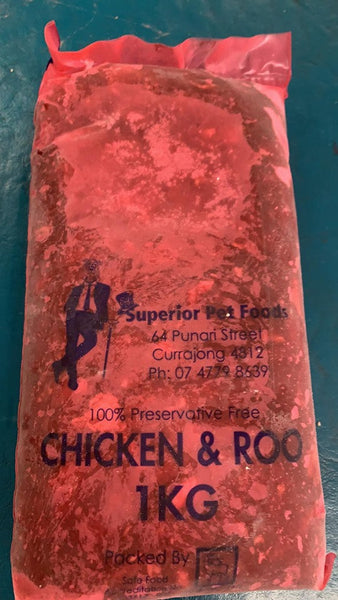 Superior Pet Foods
64 Punari Street
Currajong 4812
Ph: 07 4779 8639
100% Preservative Free
CHICKEN & ROO
1KG
Packed By
Safe Food